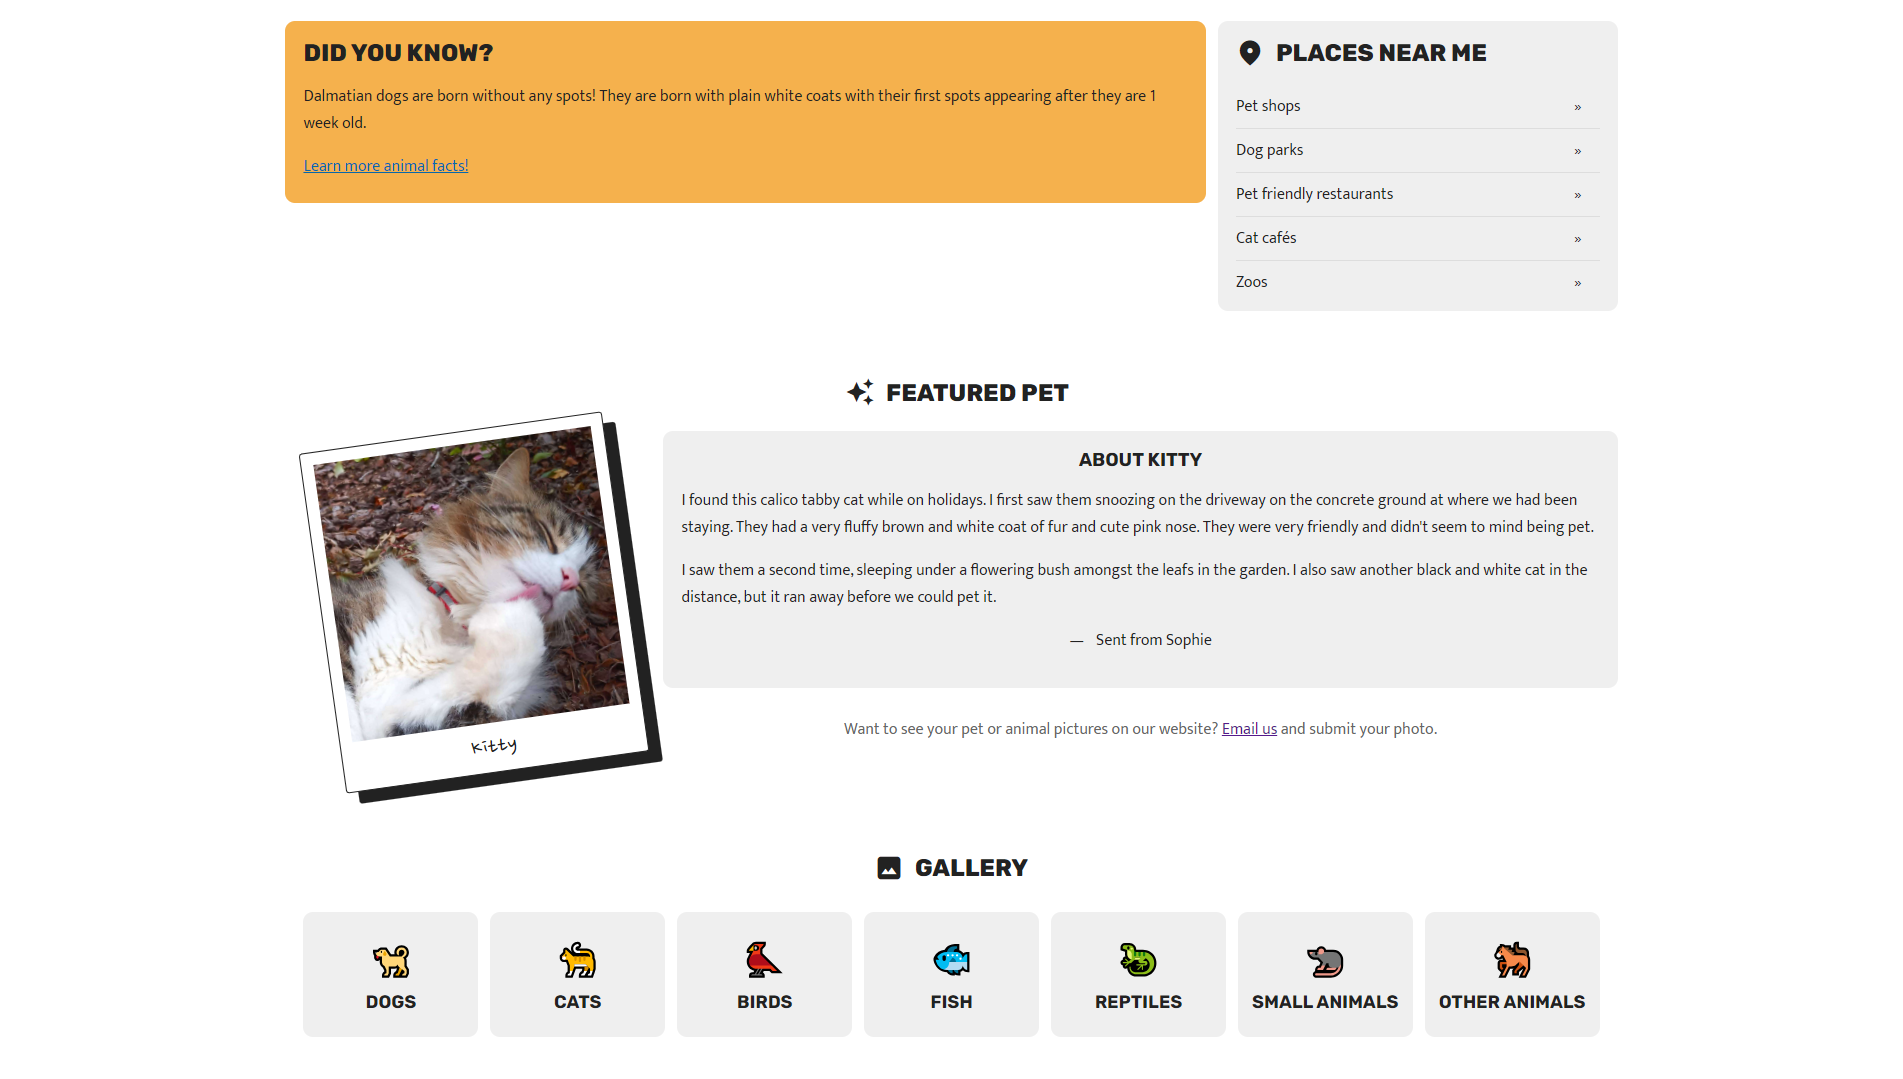 DID YOU KNOW?
Dalmatian dogs are born without any spots! They are born with plain white coats with their first spots appearing after they are 1
week old.
Learn more animal facts!
PLACES NEAR ME
Pet shops »
Dog parks »
Pet friendly restaurants »
Cat cafés »
Zoos »
FEATURED PET
Kitty
ABOUT KITTY
I found this calico tabby cat while on holidays. I first saw them snoozing on the driveway on the concrete ground at where we had been
staying. They had a very fluffy brown and white coat of fur and cute pink nose. They were very friendly and didn't seem to mind being pet.
I saw them a second time, sleeping under a flowering bush amongst the leafs in the garden. I also saw another black and white cat in the
distance, but it ran away before we could pet it.
— Sent from Sophie
Want to see your pet or animal pictures on our website? Email us and submit your photo.
GALLERY
DOGS
CATS
BIRDS
FISH
REPTILES
SMALL ANIMALS
OTHER ANIMALS